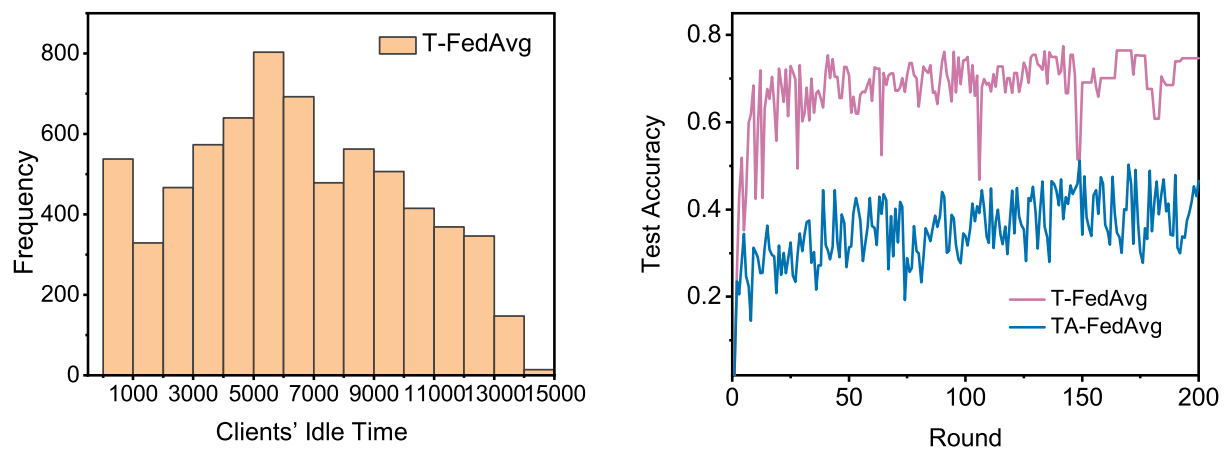 T-FedAvg
800
600
400
200
0
Frequency
1000 3000 5000 7000 9000 11000 13000 15000
Clients’ Idle Time
0.8
0.6
0.4
0.2
Test Accuracy
T-FedAvg
TA-FedAvg
0 50 100 150 200
Round